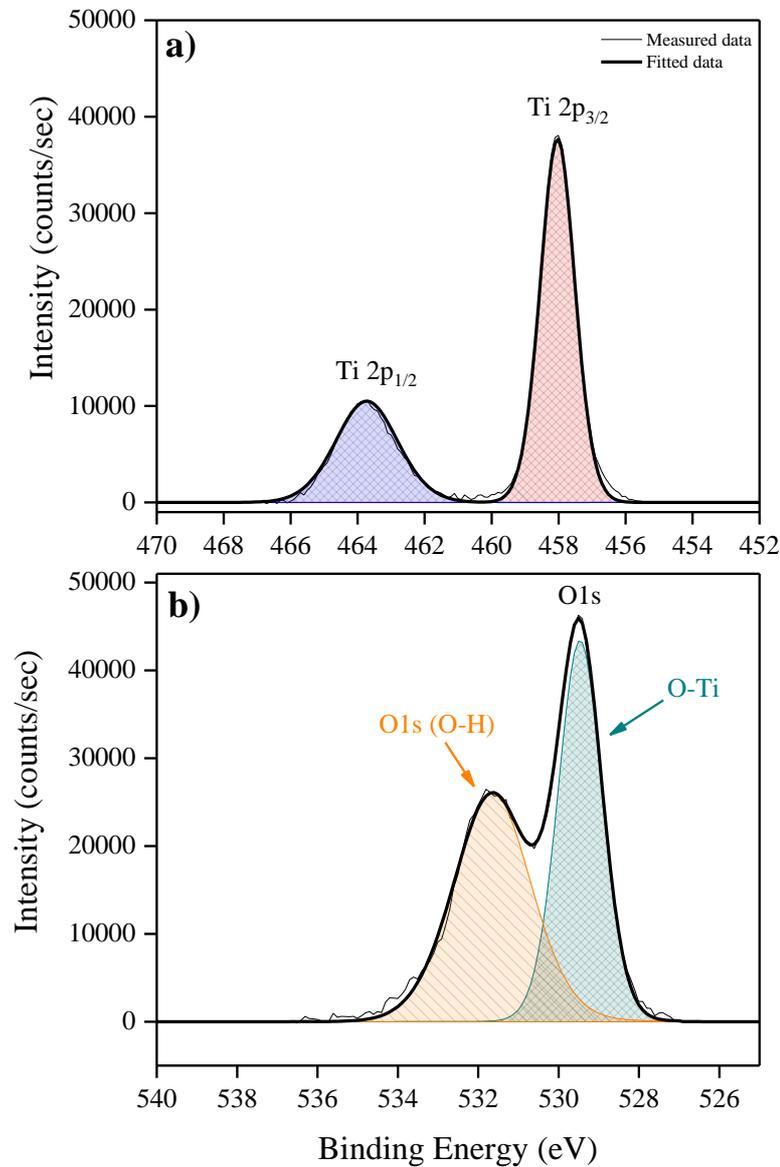 a)
Measured data
Fitted data
Ti 2p3/2
Ti 2p1/2
Intensity (counts/sec)
50000
40000
30000
20000
10000
0
470 468 466 464 462 460 458 456 454 452
b)
O1s
O-Ti
O1s (O-H)
Intensity (counts/sec)
50000
40000
30000
20000
10000
0
540 538 536 534 532 530 528 526
Binding Energy (eV)